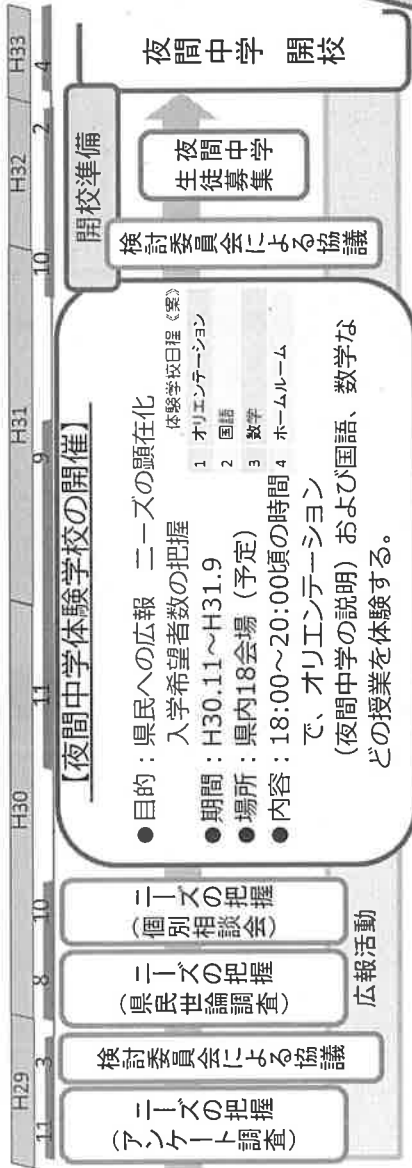 H29
H30
H31
H32
H33
11
3
8
10
11
9
10
2
4
ニーズの把握
(アンケート調査)
検討委員会による協議
ニーズの把握
(県民世論調査)
ニーズの把握
(個別相談会)
広報活動
【夜間中学体験学校の開催】
●目的：県民への広報 ニーズの顕在化
入学希望者数の把握
●期間：H30.11～H31.9
●場所：県内18会場（予定）
●内容：18:00～20:00頃の時間
で、オリエンテーション
(夜間中学の説明) および国語、数学な
どの授業を体験する。
体験学校日程《案》
1 オリエンテーション
2 国語
3 数学
4 ホームルーム
開校準備
検討委員会による協議
夜間中学
生徒募集
夜間中学 開校